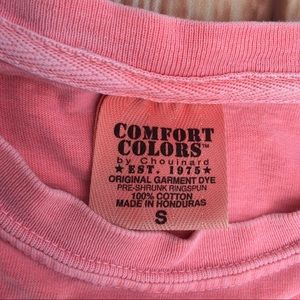 COMFORT
COLORS™
by Chouinard
★ EST. 1975 ★
ORIGINAL GARMENT DYE
PRE-SHRUNK RINGSPUN
100% COTTON
MADE IN HONDURAS
S